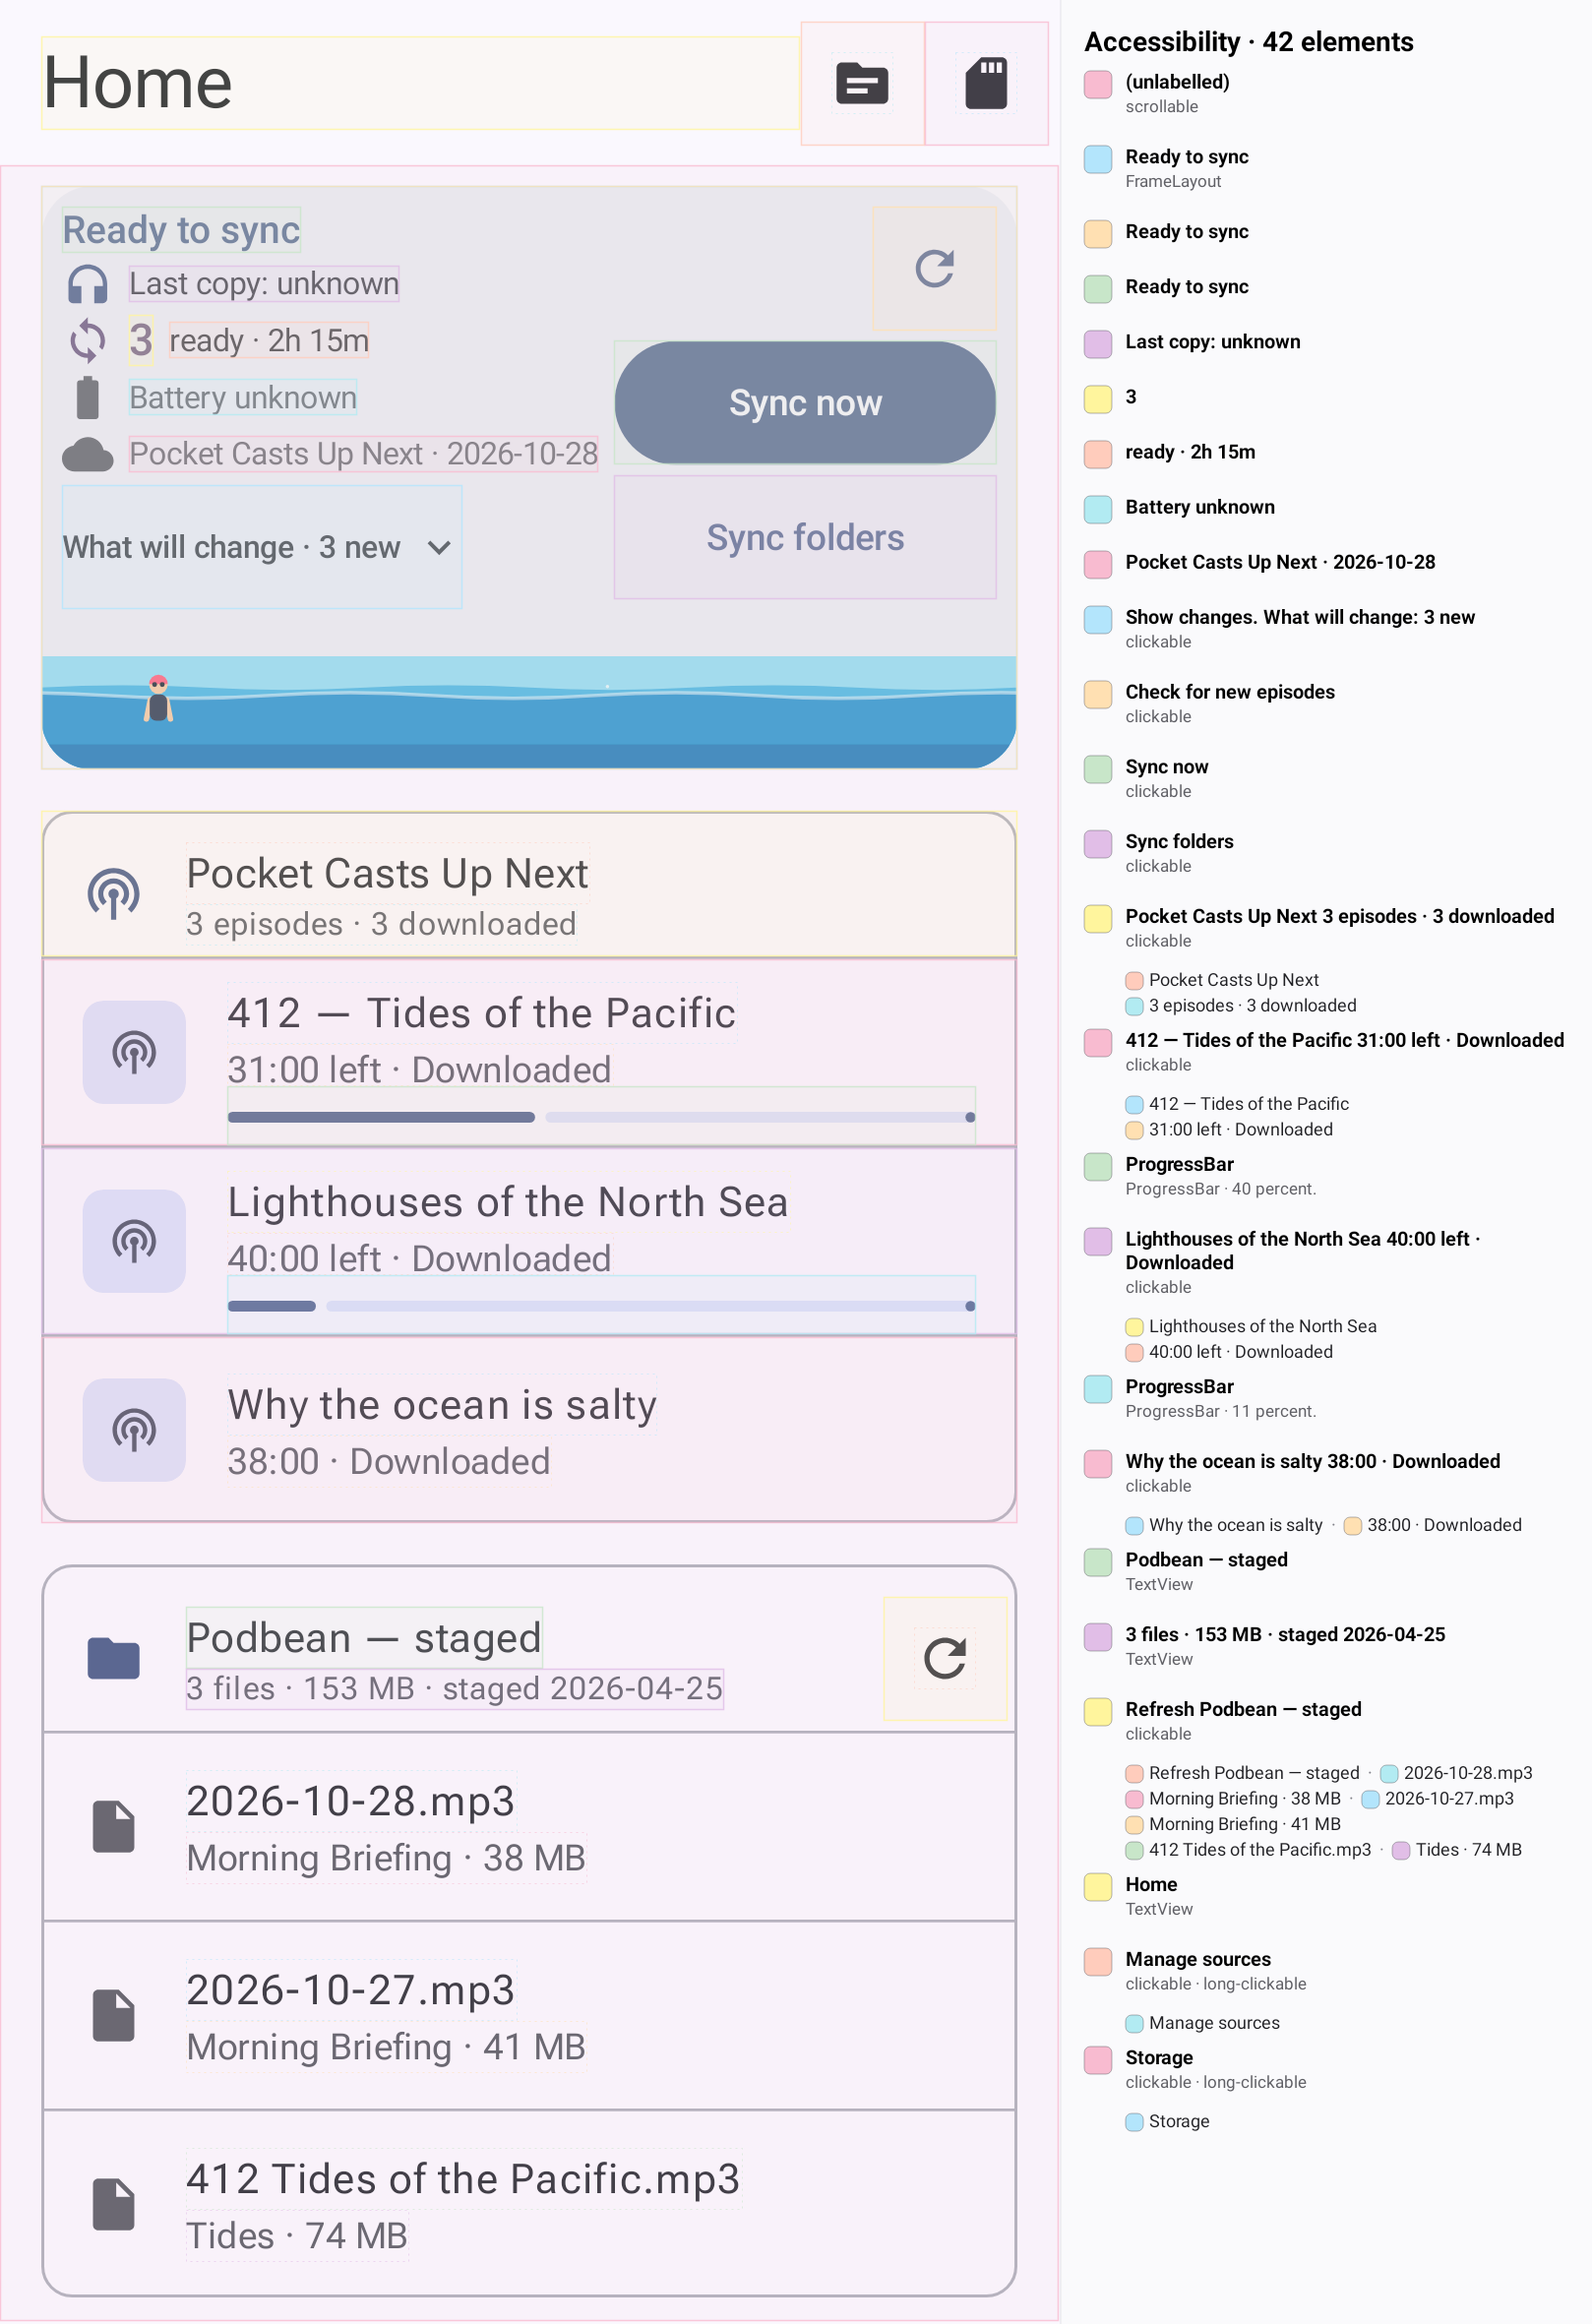 Home
Ready to sync
Last copy: unknown
3 ready · 2h 15m
Battery unknown
Pocket Casts Up Next · 2026-10-28
What will change · 3 new
Sync now
Sync folders
Pocket Casts Up Next
3 episodes · 3 downloaded
412 — Tides of the Pacific
31:00 left · Downloaded
Lighthouses of the North Sea
40:00 left · Downloaded
Why the ocean is salty
38:00 · Downloaded
Podbean — staged
3 files · 153 MB · staged 2026-04-25
2026-10-28.mp3
Morning Briefing · 38 MB
2026-10-27.mp3
Morning Briefing · 41 MB
412 Tides of the Pacific.mp3
Tides · 74 MB
Accessibility · 42 elements
(unlabelled)
scrollable
Ready to sync
FrameLayout
Ready to sync
Ready to sync
Last copy: unknown
3
ready · 2h 15m
Battery unknown
Pocket Casts Up Next · 2026-10-28
Show changes. What will change: 3 new
clickable
Check for new episodes
clickable
Sync now
clickable
Sync folders
clickable
Pocket Casts Up Next 3 episodes · 3 downloaded
clickable
Pocket Casts Up Next
3 episodes · 3 downloaded
412 — Tides of the Pacific 31:00 left · Downloaded
clickable
412 — Tides of the Pacific
31:00 left · Downloaded
ProgressBar
ProgressBar · 40 percent.
Lighthouses of the North Sea 40:00 left ·
Downloaded
clickable
Lighthouses of the North Sea
40:00 left · Downloaded
ProgressBar
ProgressBar · 11 percent.
Why the ocean is salty 38:00 · Downloaded
clickable
Why the ocean is salty · 38:00 · Downloaded
Podbean — staged
TextView
3 files · 153 MB · staged 2026-04-25
TextView
Refresh Podbean — staged
clickable
Refresh Podbean — staged · 2026-10-28.mp3
Morning Briefing · 38 MB · 2026-10-27.mp3
Morning Briefing · 41 MB
412 Tides of the Pacific.mp3 · Tides · 74 MB
Home
TextView
Manage sources
clickable · long-clickable
Manage sources
Storage
clickable · long-clickable
Storage